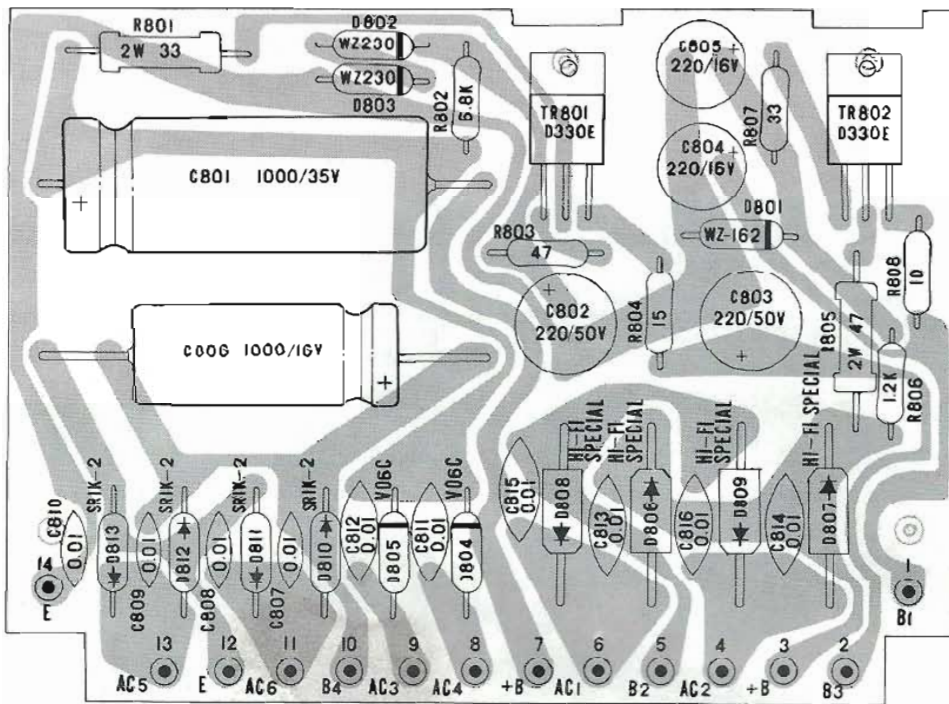 R801
2W 33
D802
WZ230
WZ230
D803
R802
6.8K
TR801
D330E
C805
220/16V
R807
33
TR802
D330E
C801 1000/35V
C804
220/16V
D801
WZ-162
R803
47
R808
10
C802
220/50V
R804
15
C803
220/50V
R805
2W 47
1.2K
R806
C806 1000/16V
HI-FI
SPECIAL
HI-FI
SPECIAL
HI-FI
SPECIAL
HI-FI SPECIAL
C810
0.01
SR1K-2
D813
C809
0.01
SR1K-2
D812
C808
0.01
SR1K-2
D811
C807
0.01
SR1K-2
D810
C812
0.01
V06C
D805
C811
0.01
V06C
D804
C815
0.01
D808
C813
0.01
D806
C816
0.01
D809
C814
0.01
D807
14
E
1
B1
13
12
11
10
9
8
7
6
5
4
3
2
AC5
E
AC6
B4
AC3
AC4
+B
AC1
B2
AC2
+B
B3